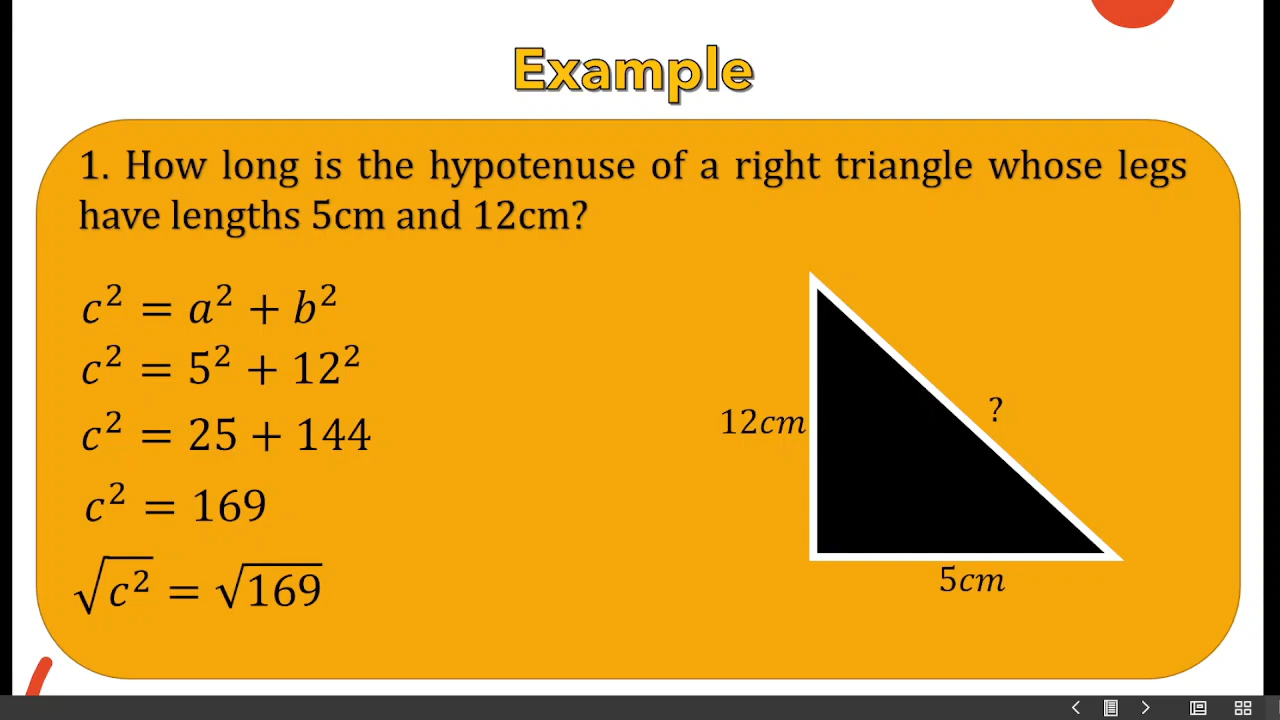 Example
1. How long is the hypotenuse of a right triangle whose legs
have lengths 5cm and 12cm?
c² = a² + b²
c² = 5² + 12²
c² = 25 + 144
c² = 169
√c² = √169
12cm
?
5cm